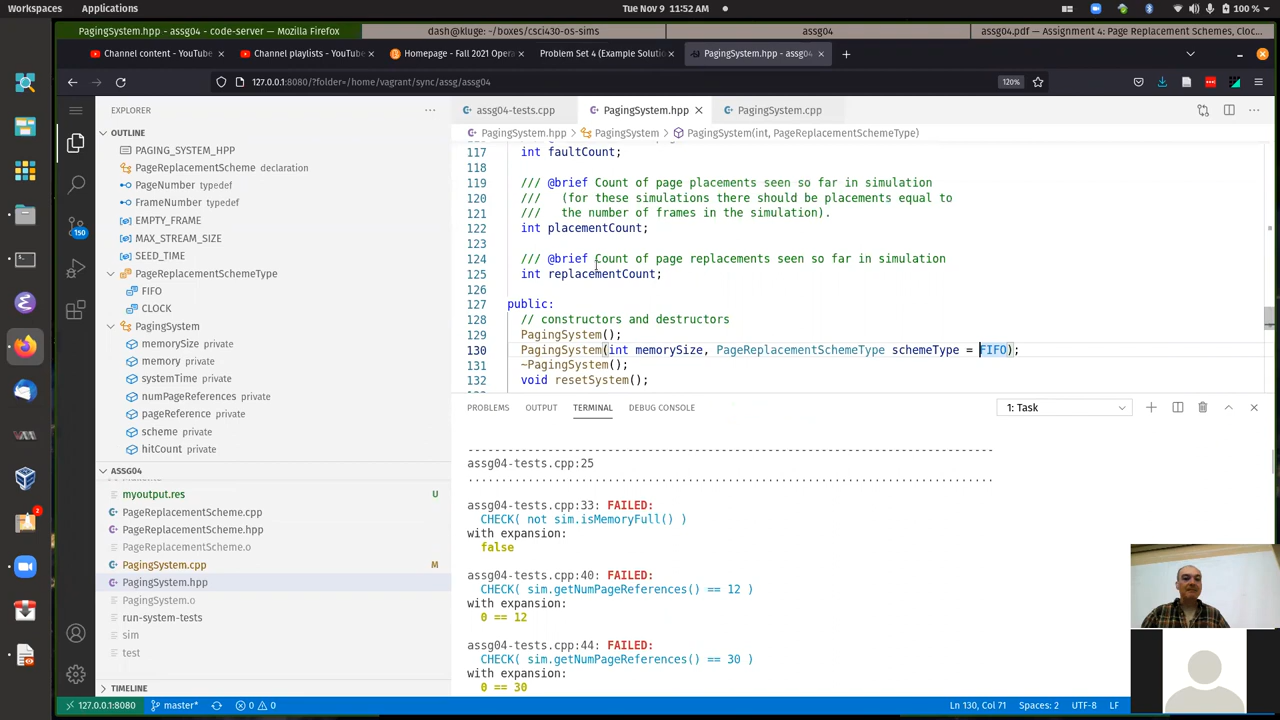 Workspaces Applications Tue Nov 9 11:52 AM 100 %
PagingSystem.hpp - assg04 - code-server — Mozilla Firefox dash@kluge: ~/boxes/csci430-os-sims assg04 assg04.pdf — Assignment 4: Page Replacement Schemes, Cloc…
Channel content - YouTube Channel playlists - YouTube Homepage - Fall 2021 Opera Problem Set 4 (Example Solution PagingSystem.hpp - assg04
127.0.0.1:8080/?folder=/home/vagrant/sync/assg/assg04 120%
EXPLORER
assg04-tests.cpp PagingSystem.hpp PagingSystem.cpp
OUTLINE
PagingSystem.hpp > PagingSystem > PagingSystem(int, PageReplacementSchemeType)
PAGING_SYSTEM_HPP
PageReplacementScheme declaration
PageNumber typedef
FrameNumber typedef
EMPTY_FRAME
MAX_STREAM_SIZE
SEED_TIME
PageReplacementSchemeType
FIFO
CLOCK
PagingSystem
memorySize private
memory private
systemTime private
numPageReferences private
pageReference private
scheme private
hitCount private
ASSG04
myoutput.res U
PageReplacementScheme.cpp
PageReplacementScheme.hpp
PageReplacementScheme.o
PagingSystem.cpp M
PagingSystem.hpp
PagingSystem.o
run-system-tests
sim
test
TIMELINE
150
2
117 int faultCount;
118
119 /// @brief Count of page placements seen so far in simulation
120 /// (for these simulations there should be placements equal to
121 /// the number of frames in the simulation).
122 int placementCount;
123
124 /// @brief Count of page replacements seen so far in simulation
125 int replacementCount;
126
127 public:
128 // constructors and destructors
129 PagingSystem();
130 PagingSystem(int memorySize, PageReplacementSchemeType schemeType = FIFO);
131 ~PagingSystem();
132 void resetSystem();
PROBLEMS OUTPUT TERMINAL DEBUG CONSOLE 1: Task
-------------------------------------------------------------------------------
assg04-tests.cpp:25
...............................................................................
assg04-tests.cpp:33: FAILED:
CHECK( not sim.isMemoryFull() )
with expansion:
false
assg04-tests.cpp:40: FAILED:
CHECK( sim.getNumPageReferences() == 12 )
with expansion:
0 == 12
assg04-tests.cpp:44: FAILED:
CHECK( sim.getNumPageReferences() == 30 )
with expansion:
0 == 30
127.0.0.1:8080 master* 0 0 Ln 130, Col 71 Spaces: 2 UTF-8 LF